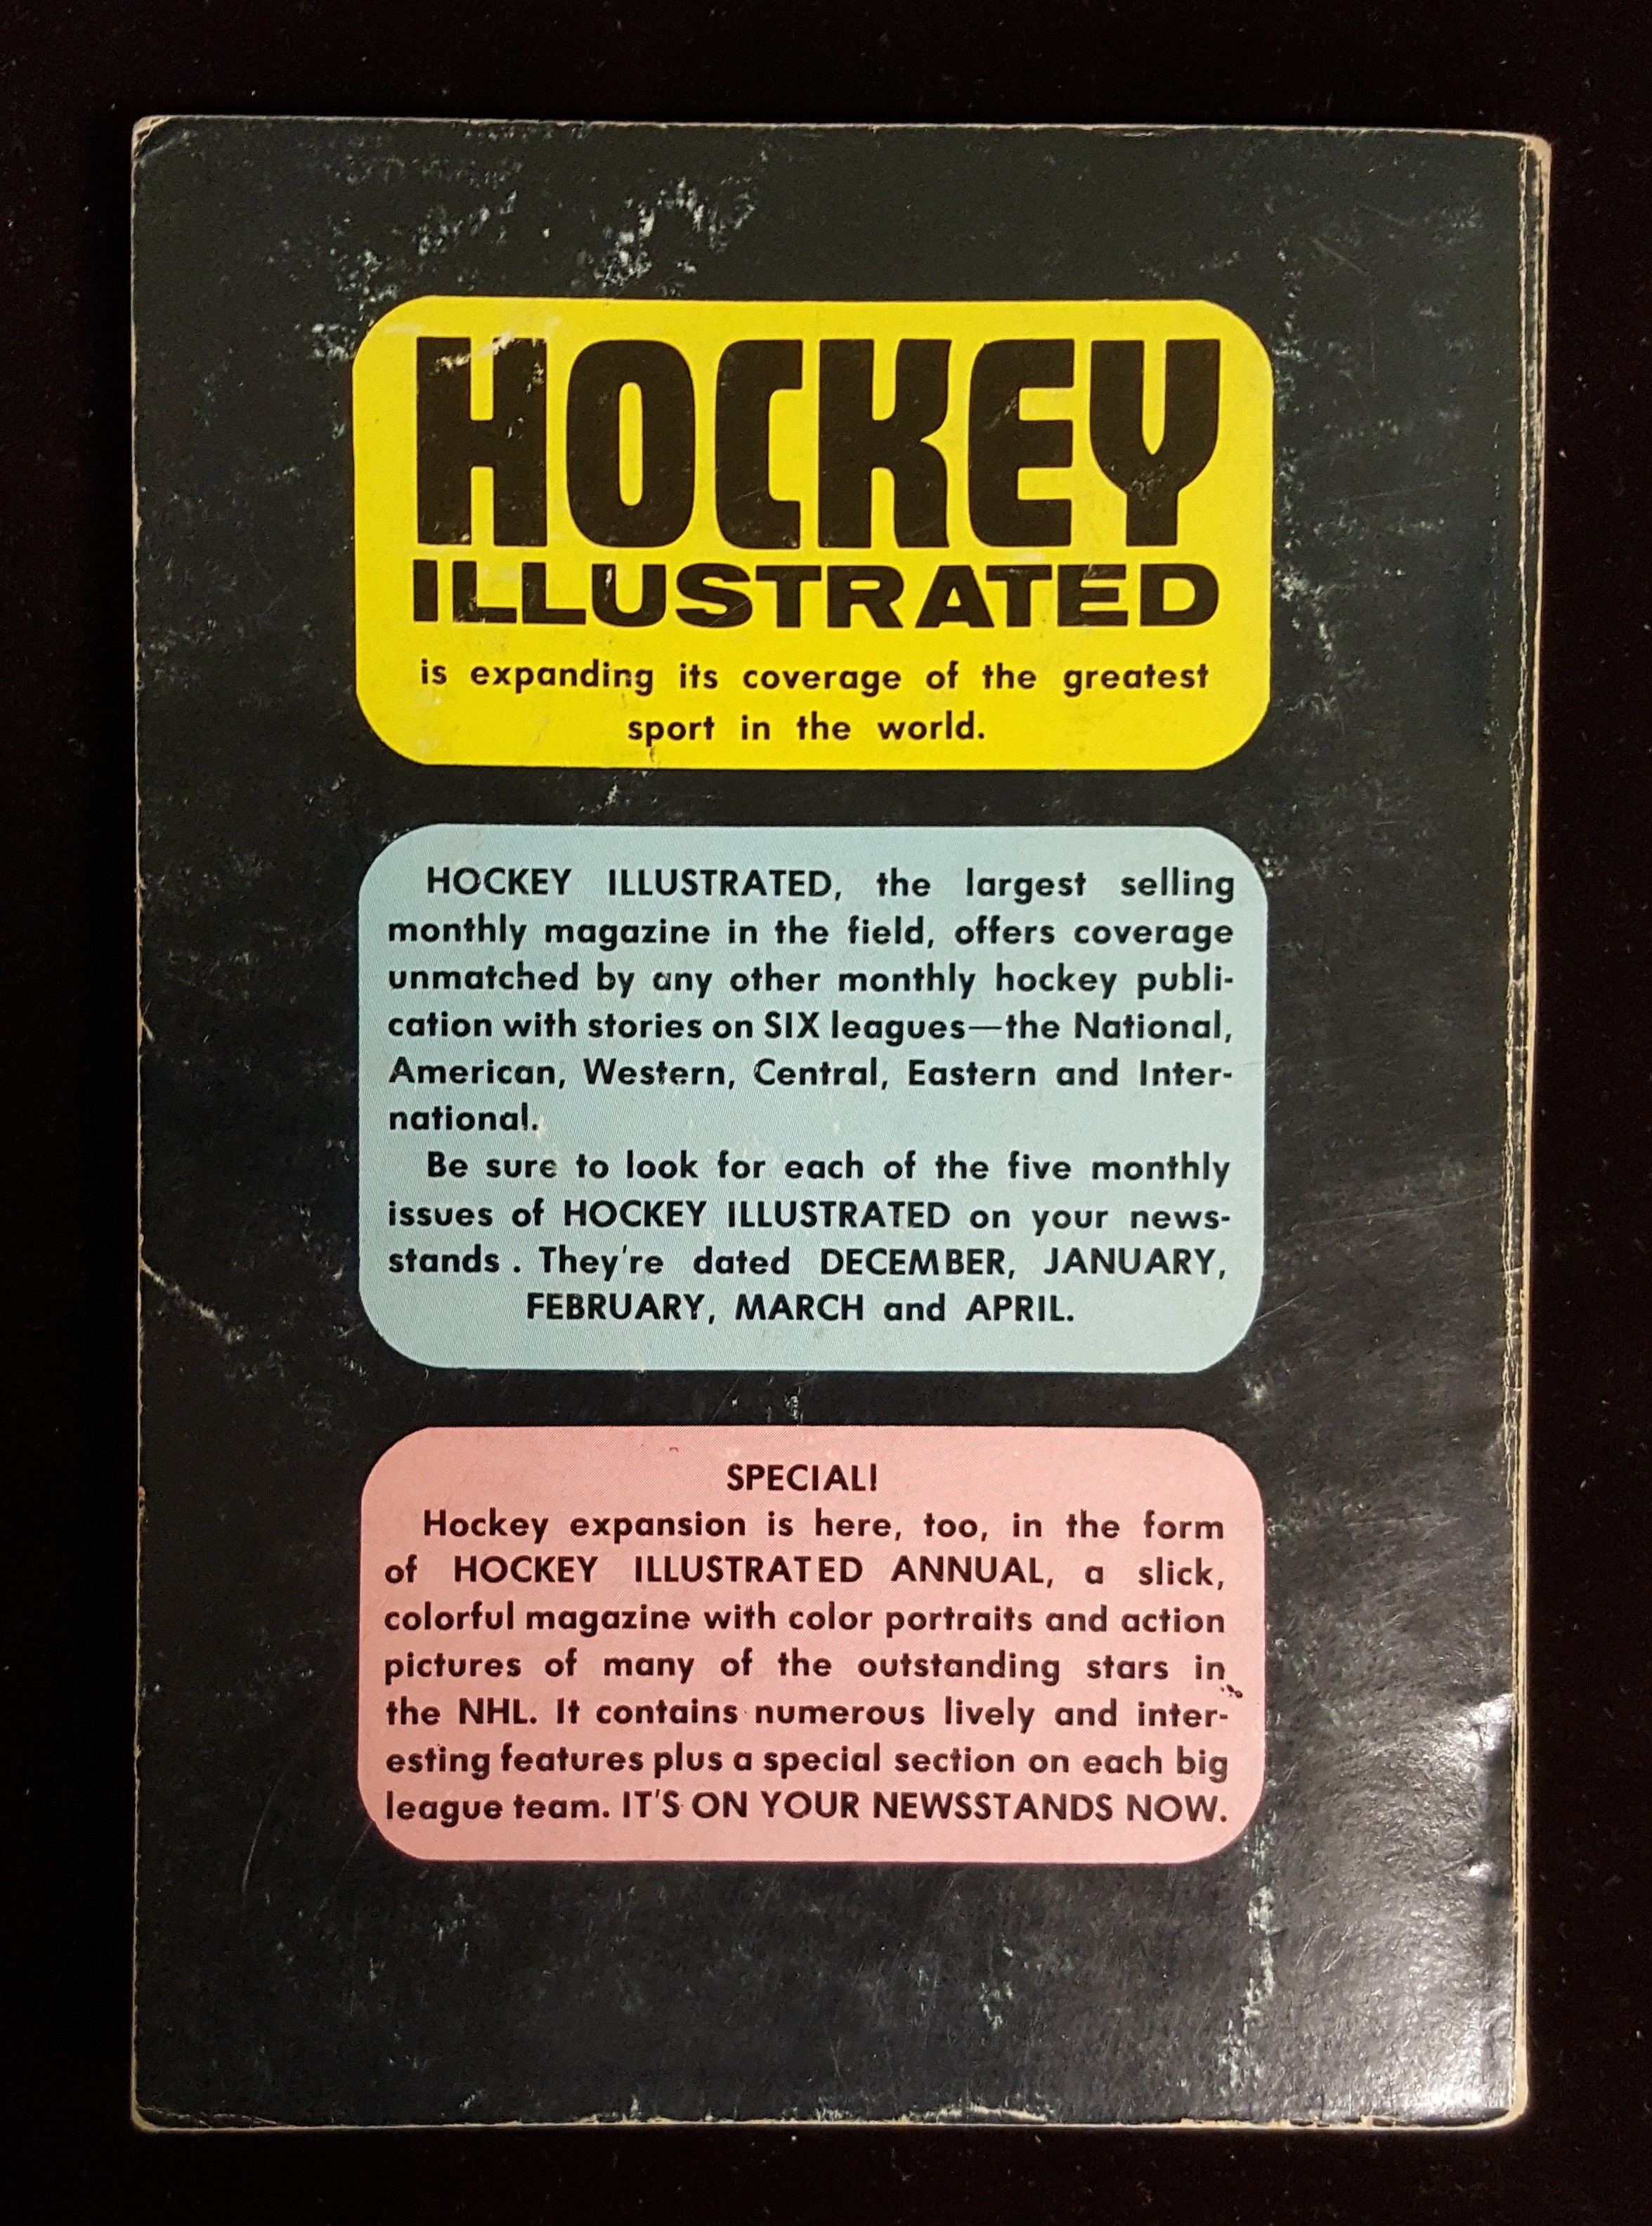 HOCKEY
ILLUSTRATED
is expanding its coverage of the greatest
sport in the world.
HOCKEY ILLUSTRATED, the largest selling
monthly magazine in the field, offers coverage
unmatched by any other monthly hockey publi-
cation with stories on SIX leagues—the National,
American, Western, Central, Eastern and Inter-
national.
Be sure to look for each of the five monthly
issues of HOCKEY ILLUSTRATED on your news-
stands . They're dated DECEMBER, JANUARY,
FEBRUARY, MARCH and APRIL.
SPECIAL!
Hockey expansion is here, too, in the form
of HOCKEY ILLUSTRATED ANNUAL, a slick,
colorful magazine with color portraits and action
pictures of many of the outstanding stars in
the NHL. It contains numerous lively and inter-
esting features plus a special section on each big
league team. IT'S ON YOUR NEWSSTANDS NOW.